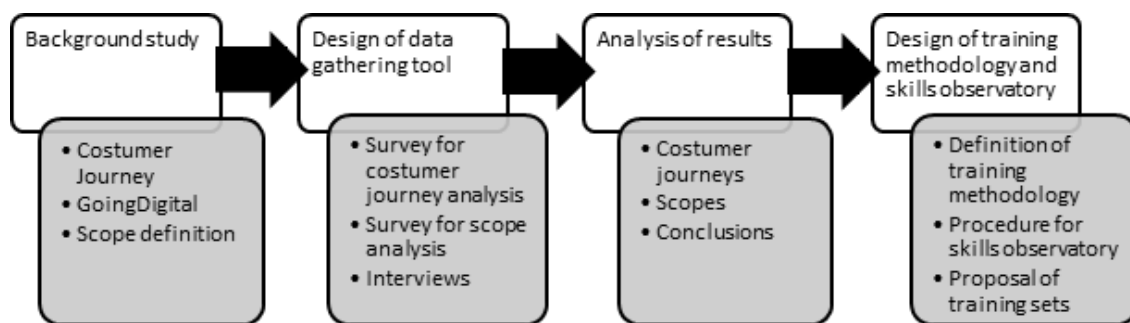 Background study
• Costumer
Journey
• GoingDigital
• Scope definition
Design of data
gathering tool
• Survey for
costumer
journey analysis
• Survey for scope
analysis
• Interviews
Analysis of results
• Costumer
journeys
• Scopes
• Conclusions
Design of training
methodology and
skills observatory
• Definition of
training
methodology
• Procedure for
skills observatory
• Proposal of
training sets